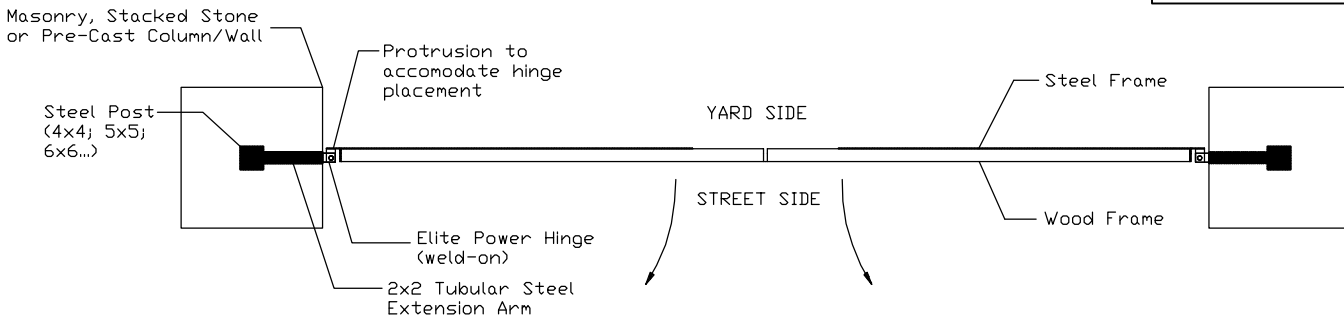 Masonry, Stacked Stone
or Pre-Cast Column/Wall
Protrusion to
accomodate hinge
placement
Steel Post
(4x4; 5x5;
6x6...)
YARD SIDE
Steel Frame
STREET SIDE
Wood Frame
Elite Power Hinge
(weld-on)
2x2 Tubular Steel
Extension Arm